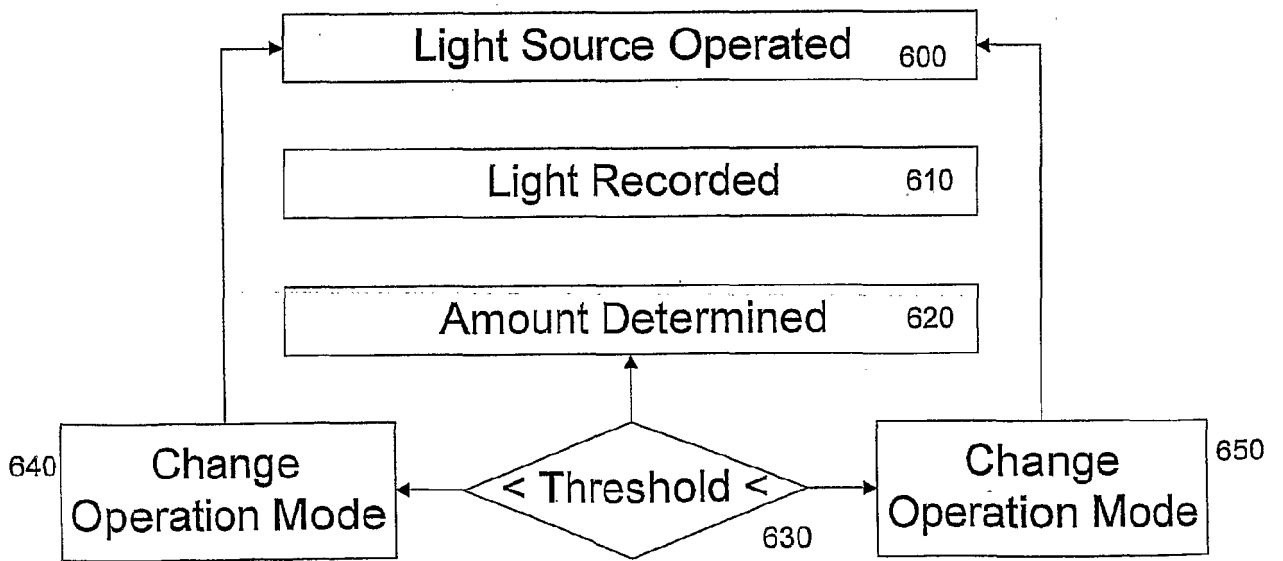 Light Source Operated 600
Light Recorded 610
Amount Determined 620
640 Change
Operation Mode
< Threshold <
630
Change 650
Operation Mode